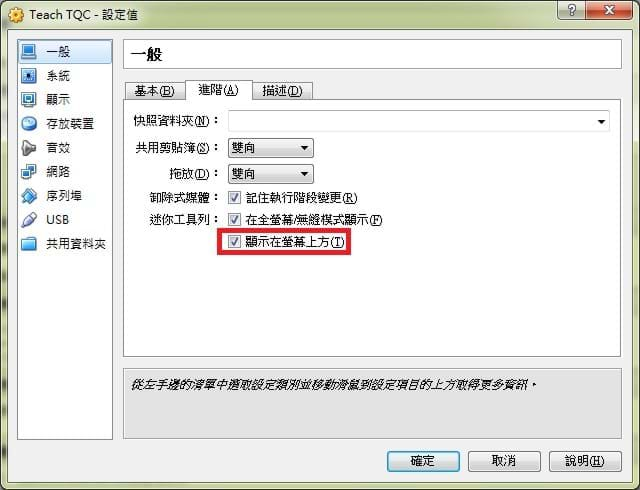 Teach TQC - 設定值
一般
系統
顯示
存放裝置
音效
網路
序列埠
USB
共用資料夾
一般
基本(B) 進階(A) 描述(D)
快照資料夾(N)：
共用剪貼簿(S)： 雙向
拖放(D)： 雙向
卸除式媒體： 記住執行階段變更(R)
迷你工具列： 在全螢幕/無縫模式顯示(F)
顯示在螢幕上方(T)
從左手邊的清單中選取設定類別並移動滑鼠到設定項目的上方取得更多資訊。
確定 取消 說明(H)